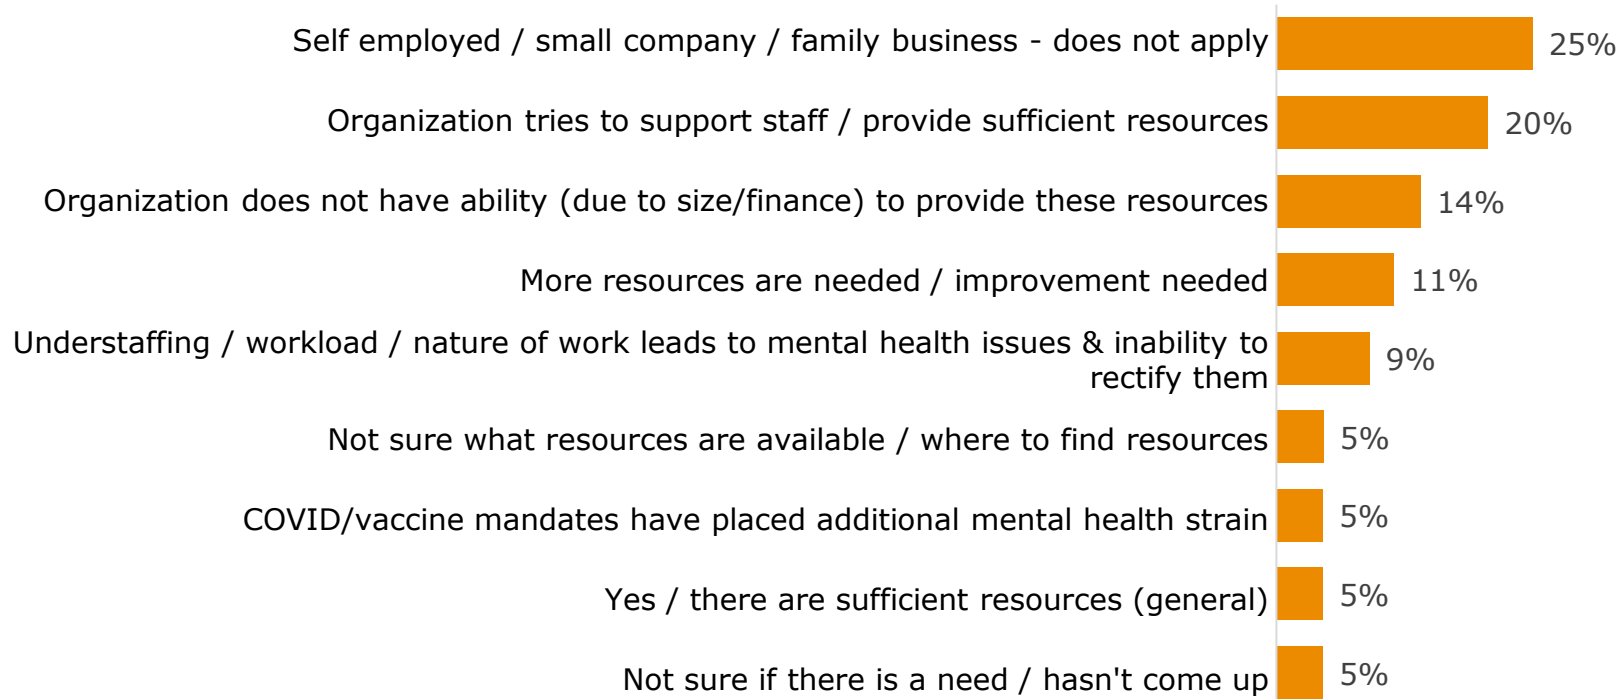 Self employed / small company / family business - does not apply 25%
Organization tries to support staff / provide sufficient resources 20%
Organization does not have ability (due to size/finance) to provide these resources 14%
More resources are needed / improvement needed 11%
Understaffing / workload / nature of work leads to mental health issues & inability to
rectify them 9%
Not sure what resources are available / where to find resources 5%
COVID/vaccine mandates have placed additional mental health strain 5%
Yes / there are sufficient resources (general) 5%
Not sure if there is a need / hasn't come up 5%